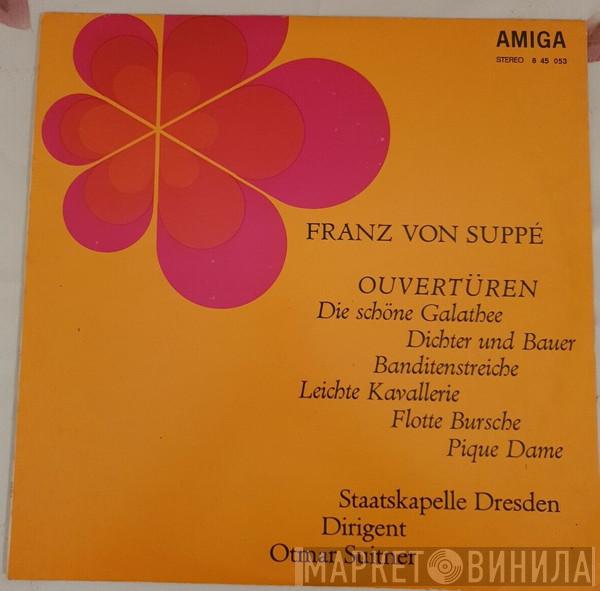 AMIGA
STEREO 8 45 053
FRANZ VON SUPPÉ
OUVERTÜREN
Die schöne Galathee
Dichter und Bauer
Banditenstreiche
Leichte Kavallerie
Flotte Bursche
Pique Dame
Staatskapelle Dresden
Dirigent
Otmar Suitner
МАРКЕТ ВИНИЛА